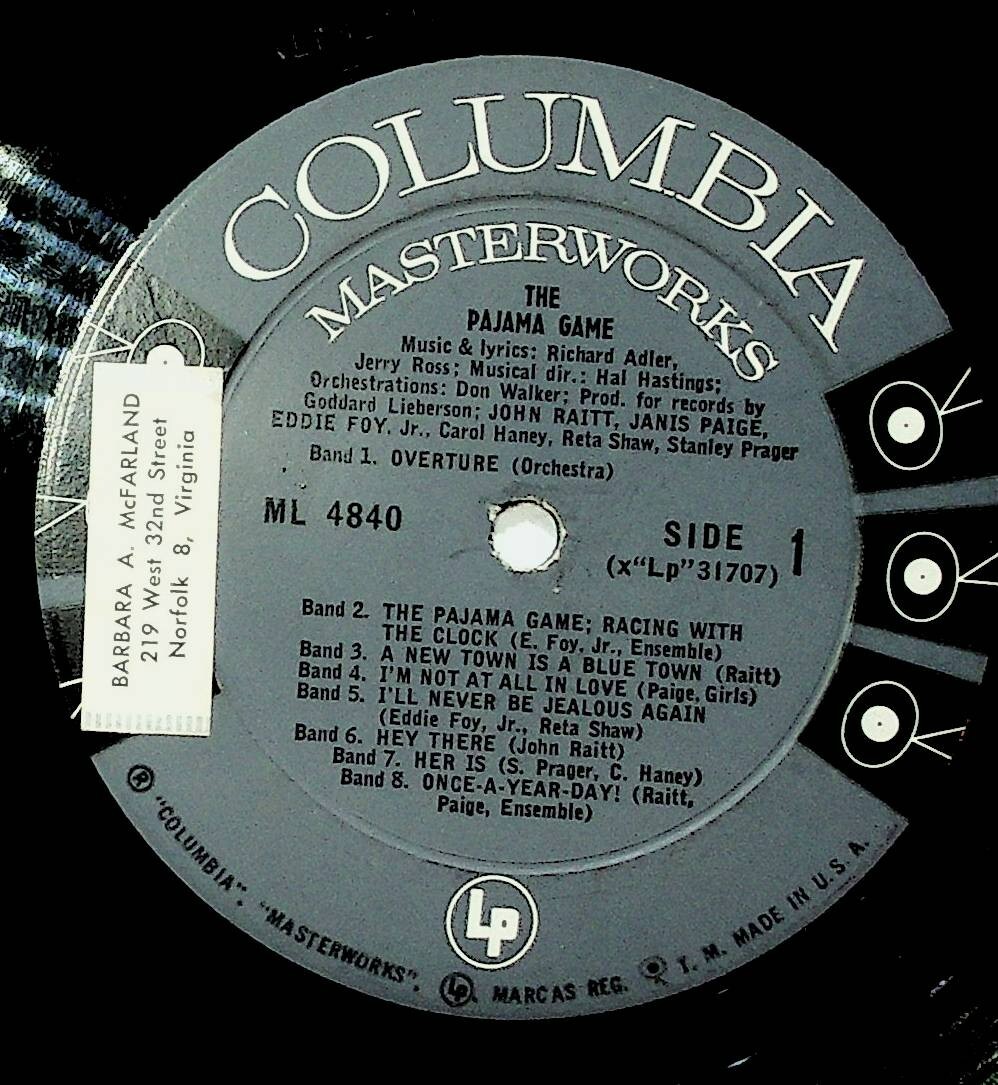 COLUMBIA
MASTERWORKS
THE
PAJAMA GAME
Music & lyrics: Richard Adler,
Jerry Ross; Musical dir.: Hal Hastings;
Orchestrations: Don Walker; Prod. for records by
Goddard Lieberson; JOHN RAITT, JANIS PAIGE,
EDDIE FOY, Jr., Carol Haney, Reta Shaw, Stanley Prager
Band 1. OVERTURE (Orchestra)
ML 4840
SIDE 1
(x“Lp”31707)
Band 2. THE PAJAMA GAME; RACING WITH
THE CLOCK (E. Foy, Jr., Ensemble)
Band 3. A NEW TOWN IS A BLUE TOWN (Raitt)
Band 4. I'M NOT AT ALL IN LOVE (Paige, Girls)
Band 5. I'LL NEVER BE JEALOUS AGAIN
(Eddie Foy, Jr., Reta Shaw)
Band 6. HEY THERE (John Raitt)
Band 7. HER IS (S. Prager, C. Haney)
Band 8. ONCE-A-YEAR-DAY! (Raitt,
Paige, Ensemble)
Lp
® “COLUMBIA”, “MASTERWORKS”, Lp, MARCAS REG. T. M. MADE IN U. S. A.
BARBARA A. McFARLAND
219 West 32nd Street
Norfolk 8, Virginia